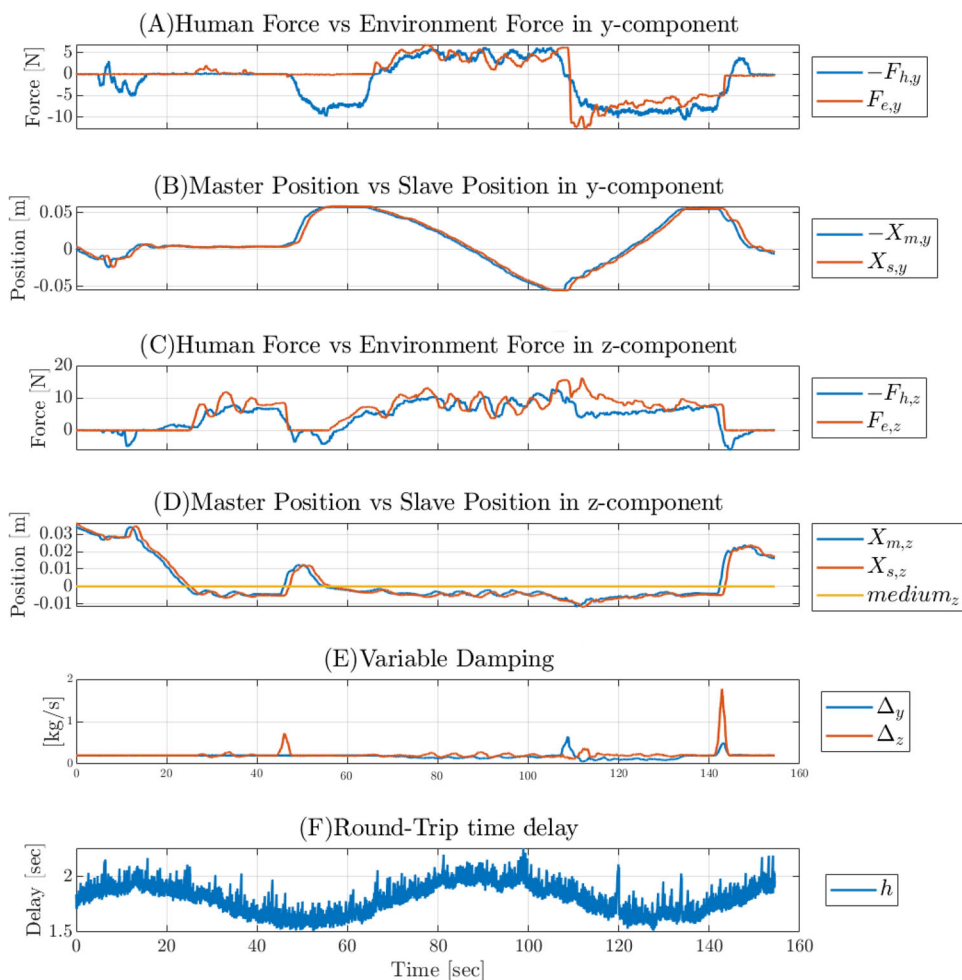 (A)Human Force vs Environment Force in y-component
Force [N]
5
0
-5
-10
−F_{h,y}
F_{e,y}
(B)Master Position vs Slave Position in y-component
Position [m]
0.05
0
-0.05
−X_{m,y}
X_{s,y}
(C)Human Force vs Environment Force in z-component
Force [N]
20
10
0
−F_{h,z}
F_{e,z}
(D)Master Position vs Slave Position in z-component
Position [m]
0.03
0.02
0.01
0
-0.01
X_{m,z}
X_{s,z}
medium_z
(E)Variable Damping
[kg/s]
2
1
0
0 20 40 60 80 100 120 140 160
Δ_y
Δ_z
(F)Round-Trip time delay
Delay [sec]
2
1.5
0 20 40 60 80 100 120 140 160
Time [sec]
h